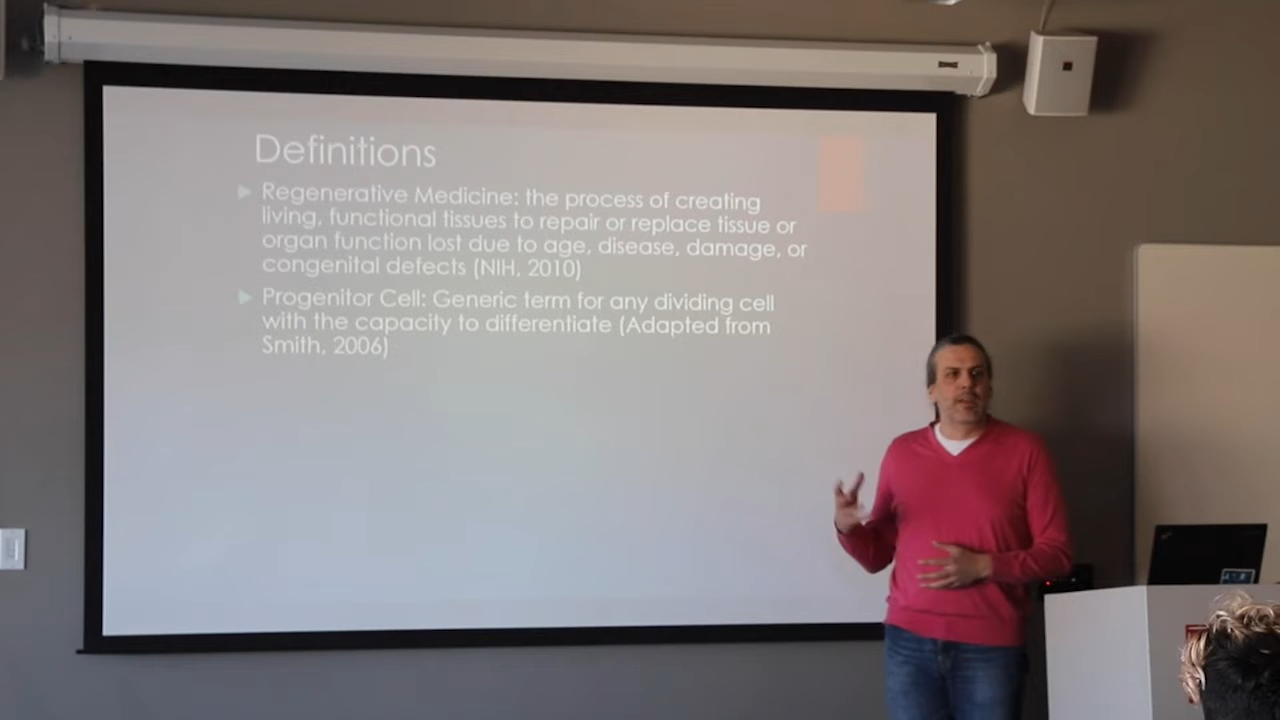 Definitions
Regenerative Medicine: the process of creating
living, functional tissues to repair or replace tissue or
organ function lost due to age, disease, damage, or
congenital defects (NIH, 2010)
Progenitor Cell: Generic term for any dividing cell
with the capacity to differentiate (Adapted from
Smith, 2006)